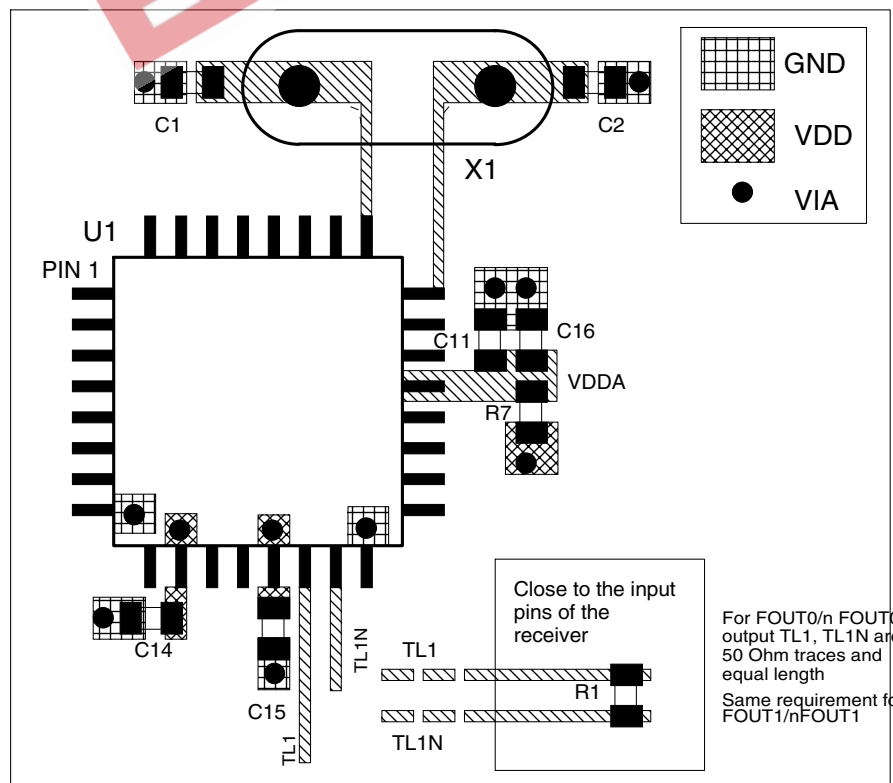 C1
C2
X1
GND
VDD
VIA
U1
PIN 1
C11
C16
VDDA
R7
C14
C15
TL1
TL1N
Close to the input
pins of the
receiver
TL1
R1
TL1N
For FOUT0/n FOUT0
output TL1, TL1N are
50 Ohm traces and
equal length
Same requirement for
FOUT1/nFOUT1